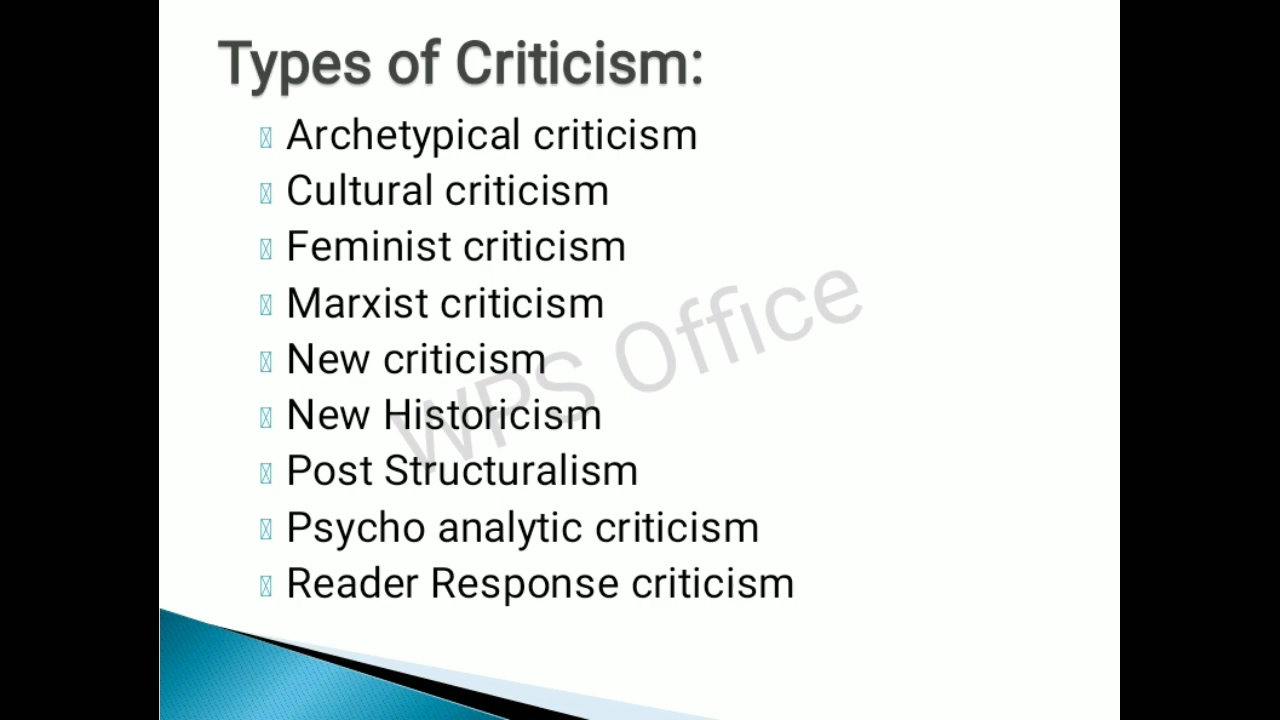 Types of Criticism:
Archetypical criticism
Cultural criticism
Feminist criticism
Marxist criticism
New criticism
New Historicism
Post Structuralism
Psycho analytic criticism
Reader Response criticism
WPS Office